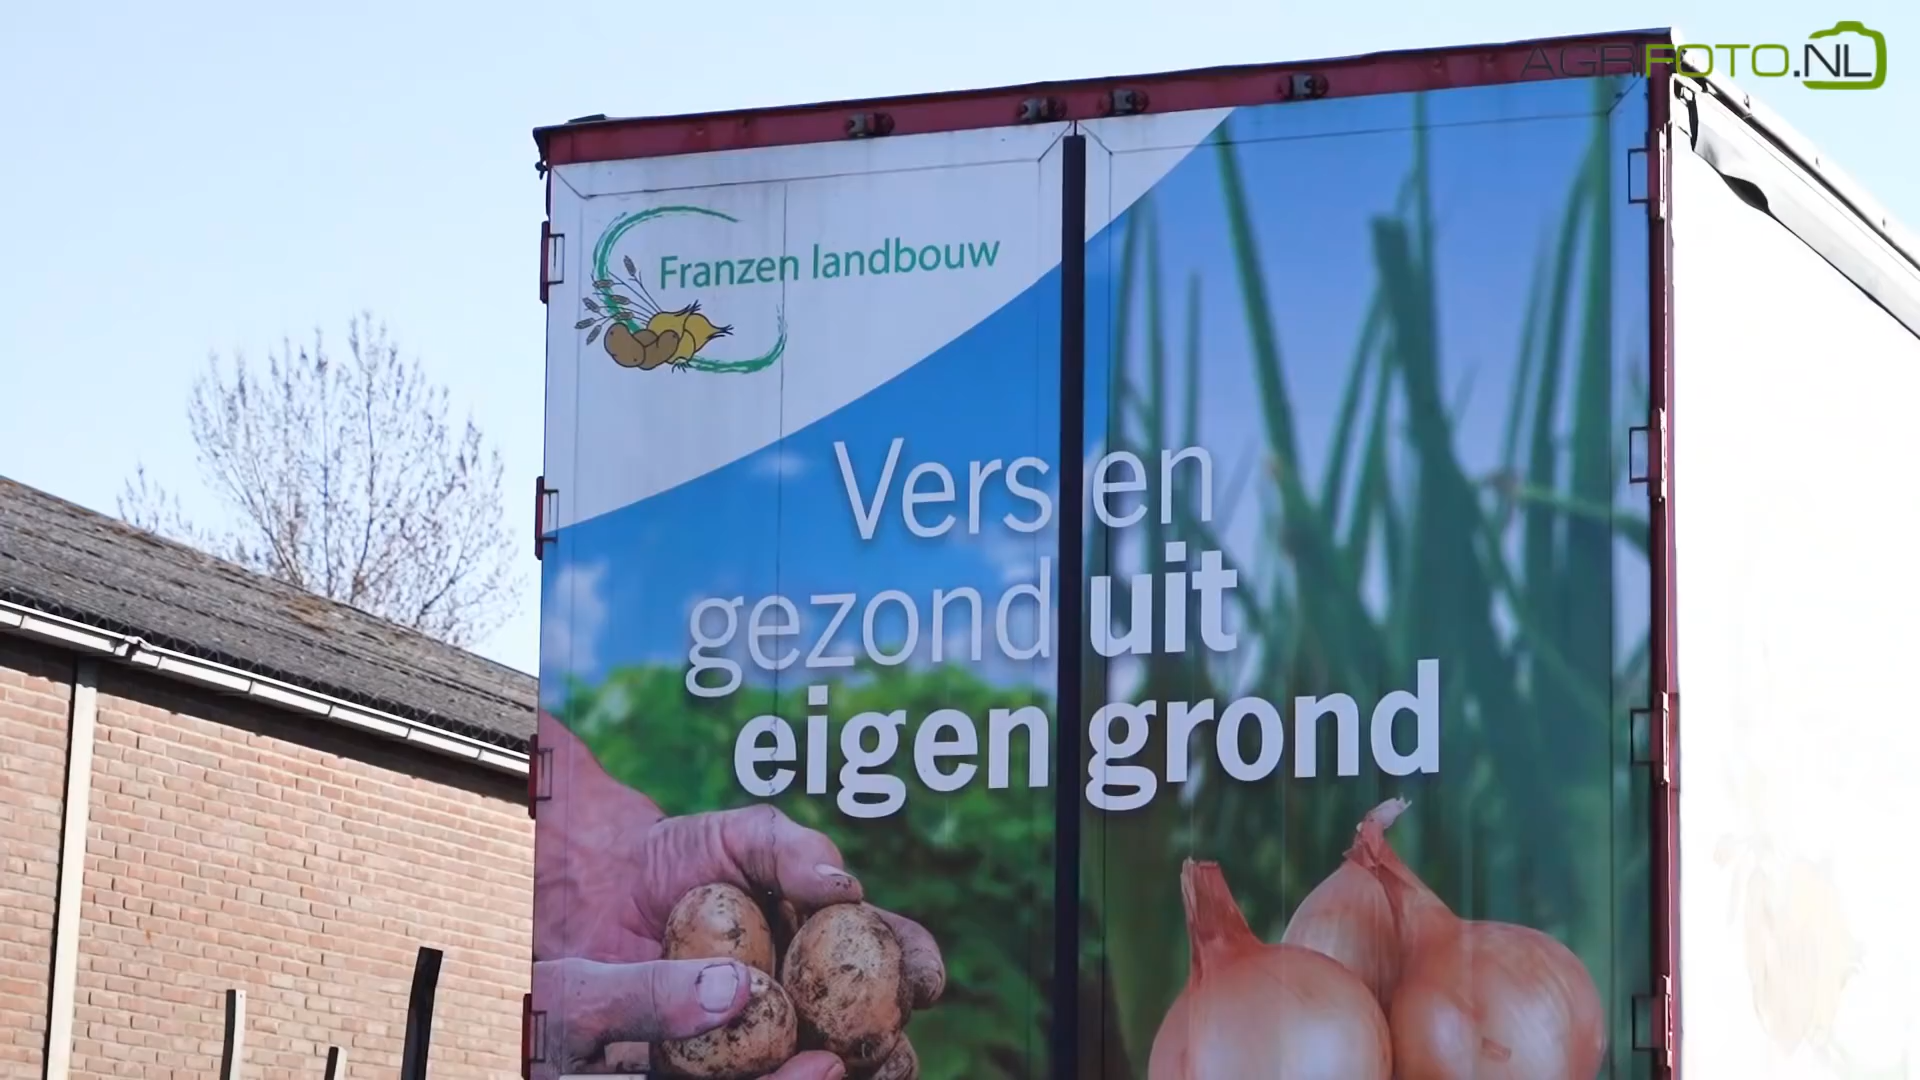 AGRIFOTO.NL
Franzen landbouw
Vers en
gezond uit
eigen grond